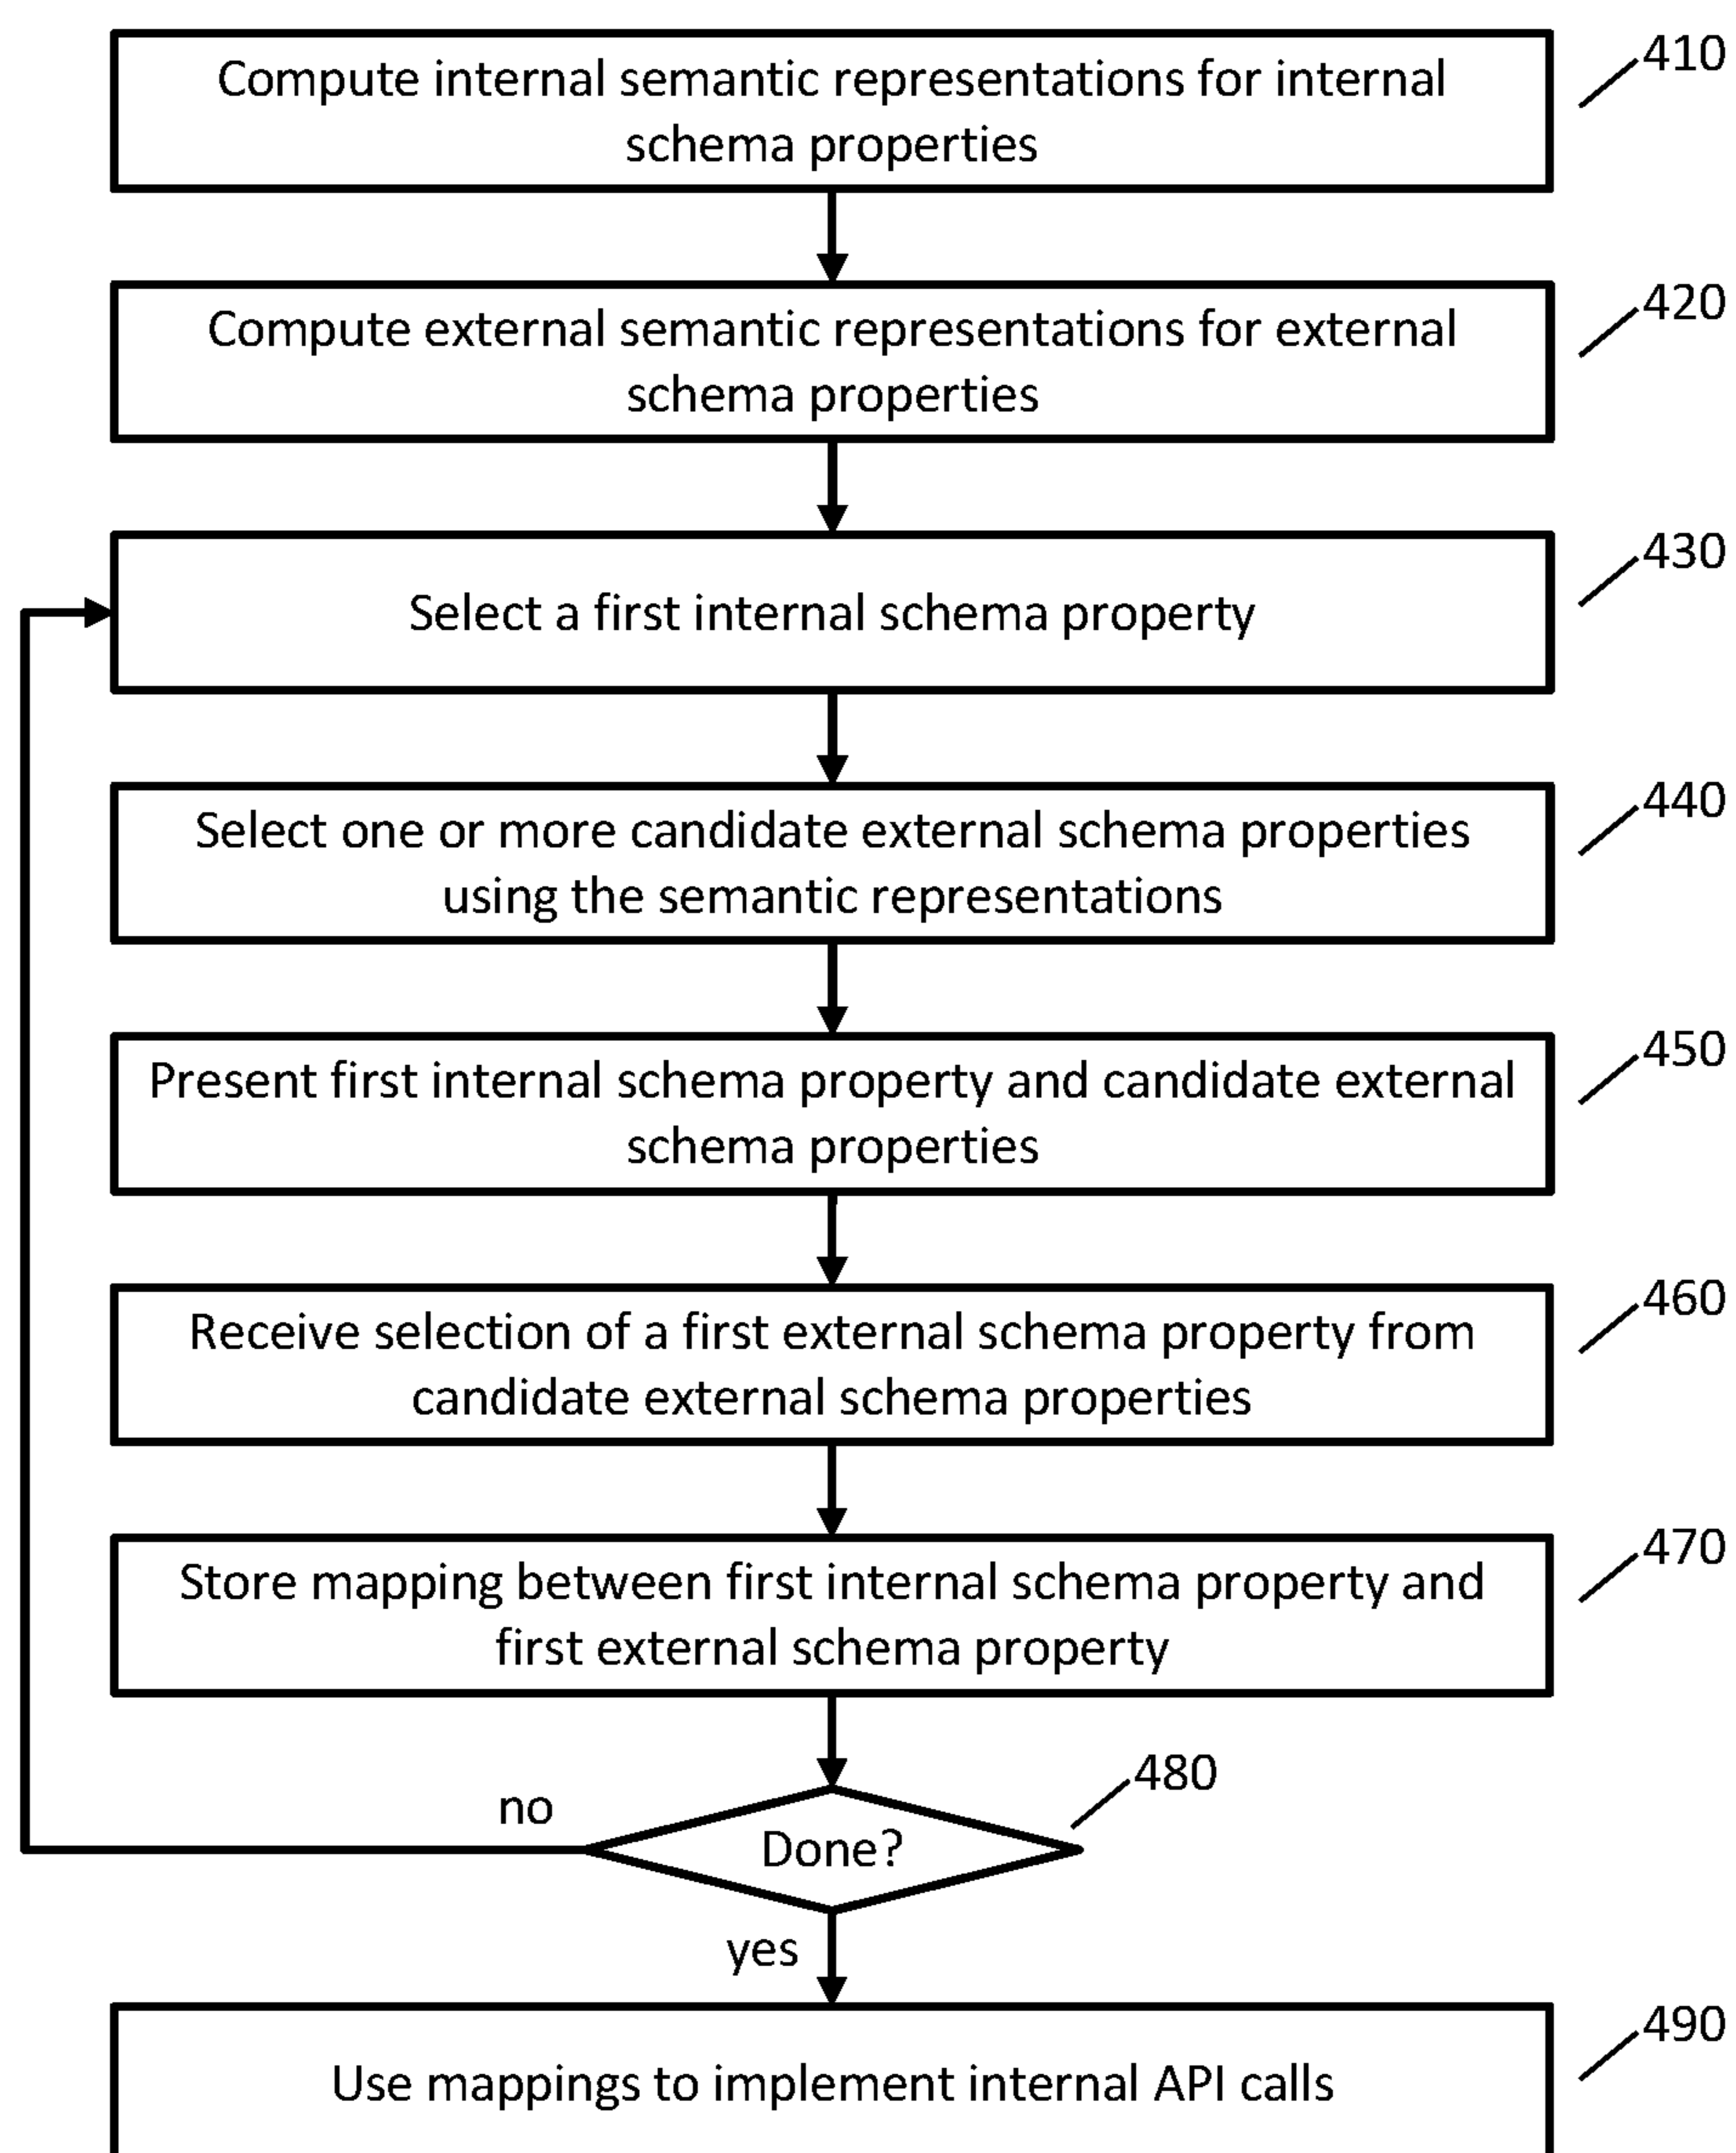 410
Compute internal semantic representations for internal
schema properties
420
Compute external semantic representations for external
schema properties
430
Select a first internal schema property
440
Select one or more candidate external schema properties
using the semantic representations
450
Present first internal schema property and candidate external
schema properties
460
Receive selection of a first external schema property from
candidate external schema properties
470
Store mapping between first internal schema property and
first external schema property
480
no
Done?
yes
490
Use mappings to implement internal API calls